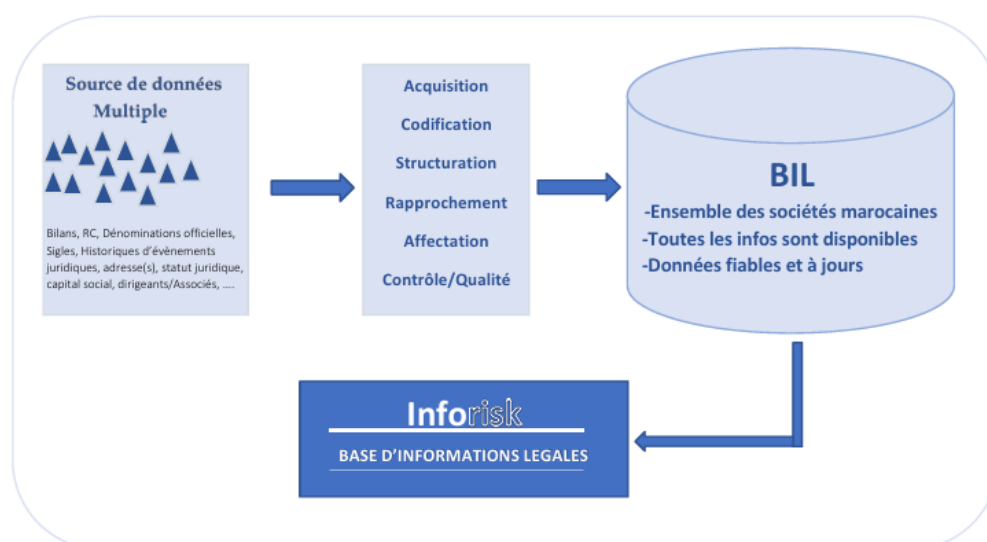 Source de données
Multiple
Bilans, RC, Dénominations officielles,
Sigles, Historiques d'évènements
juridiques, adresse(s), statut juridique,
capital social, dirigeants/Associés, ....
Acquisition
Codification
Structuration
Rapprochement
Affectation
Contrôle/Qualité
BIL
-Ensemble des sociétés marocaines
-Toutes les infos sont disponibles
-Données fiables et à jours
Inforisk
BASE D'INFORMATIONS LEGALES